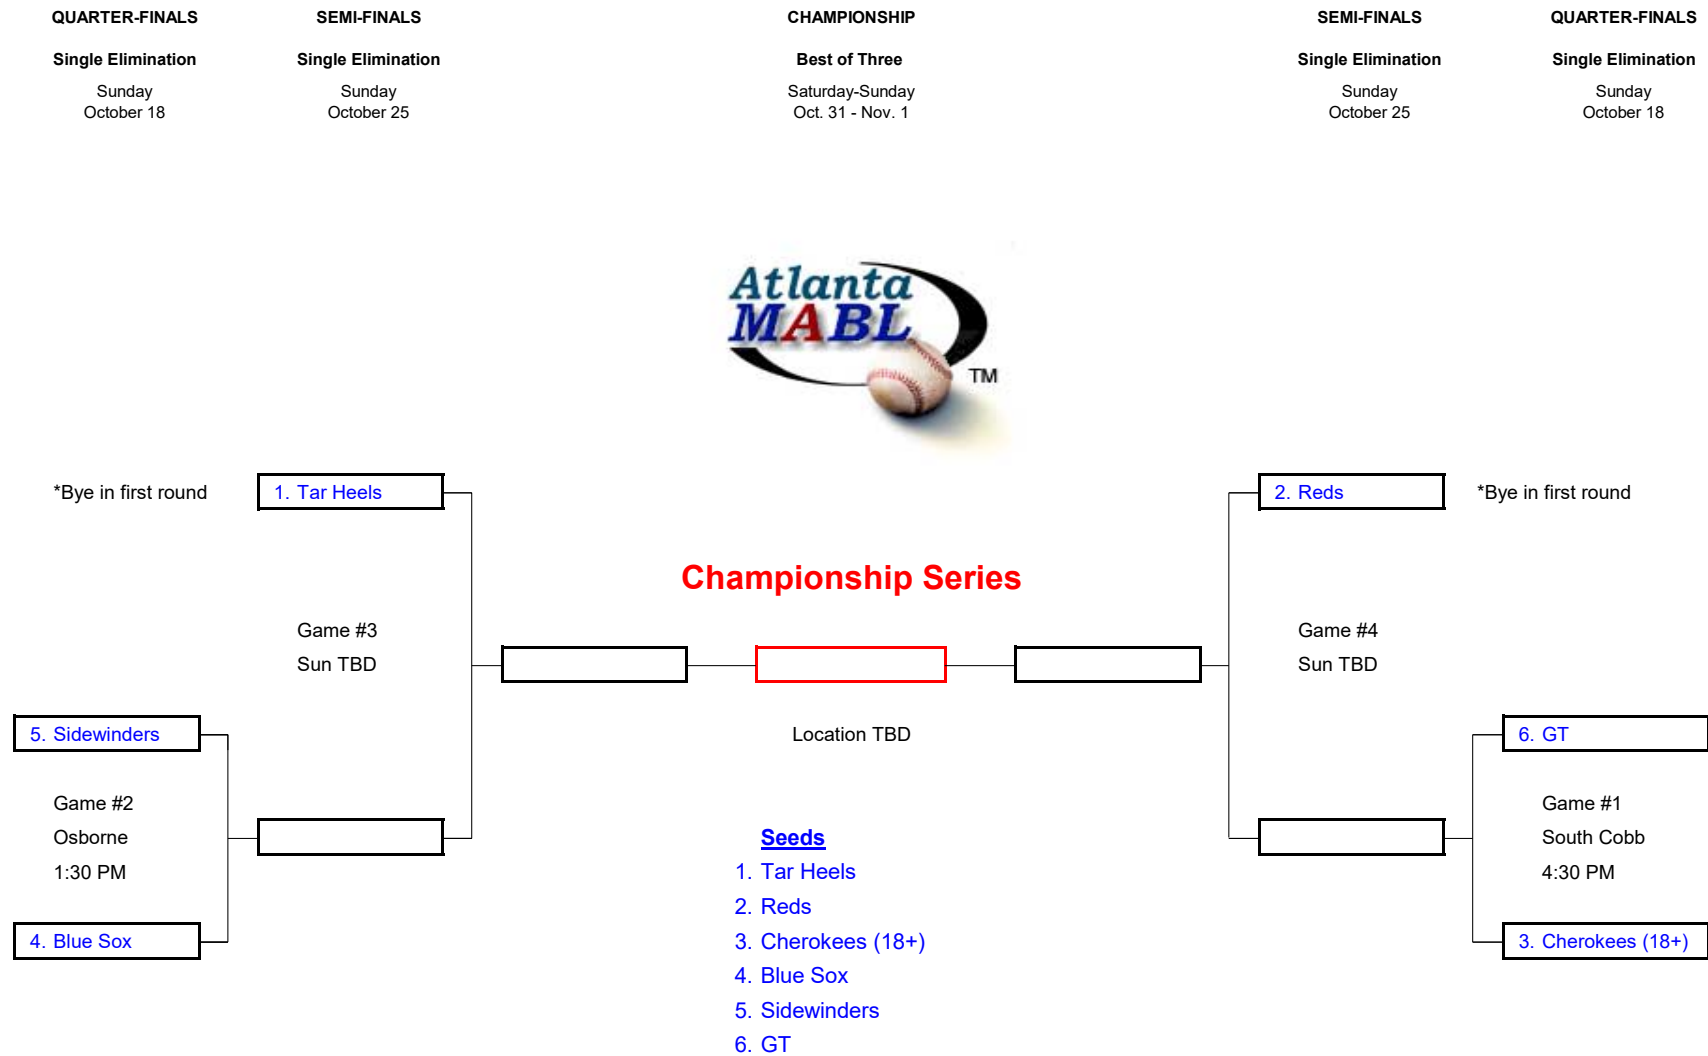 QUARTER-FINALS SEMI-FINALS CHAMPIONSHIP SEMI-FINALS QUARTER-FINALS
Single Elimination Single Elimination Best of Three Single Elimination Single Elimination
Sunday Sunday Saturday-Sunday Sunday Sunday
October 18 October 25 Oct. 31 - Nov. 1 October 25 October 18
Atlanta
MABL
TM
*Bye in first round 1. Tar Heels 2. Reds *Bye in first round
Championship Series
Game #3 Game #4
Sun TBD Sun TBD
5. Sidewinders Location TBD 6. GT
Game #2 Game #1
Osborne Seeds South Cobb
1:30 PM 1. Tar Heels 4:30 PM
2. Reds
4. Blue Sox 3. Cherokees (18+) 3. Cherokees (18+)
4. Blue Sox
5. Sidewinders
6. GT